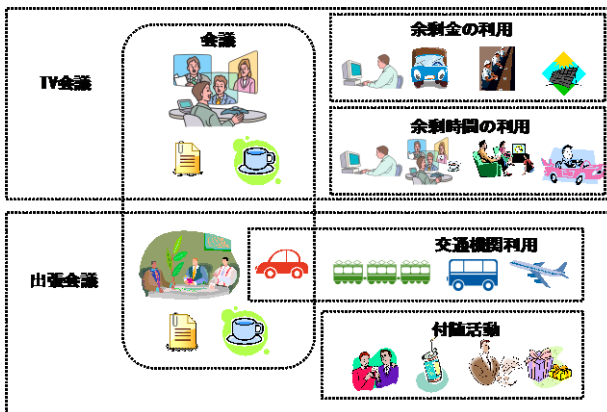 会議
余剰金の利用
TV会議
余剰時間の利用
交通機関利用
出張会議
付随活動